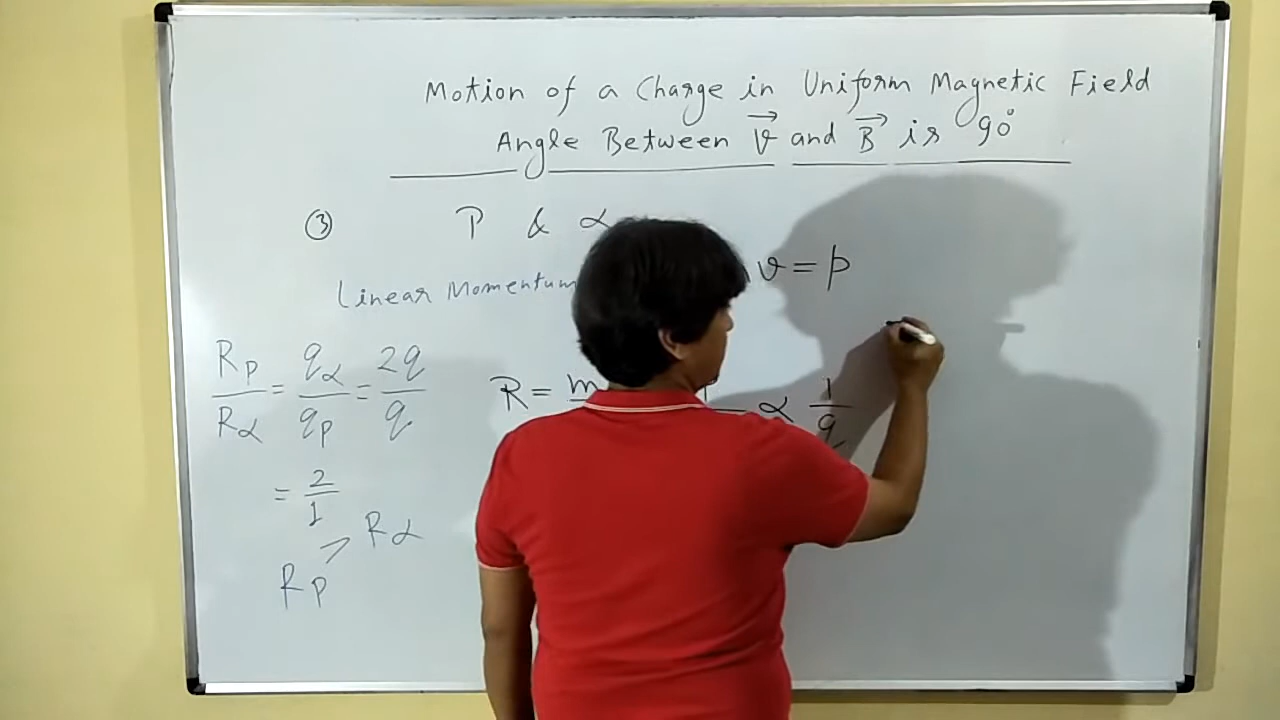 Motion of a Charge in Uniform Magnetic Field
Angle Between v⃗ and B⃗ is 90°
③ P & α
Linear Momentum
v = p
Rp/Rα = qα/qp = 2q/q
R = m
∝ 1/q
= 2/1
Rp > Rα